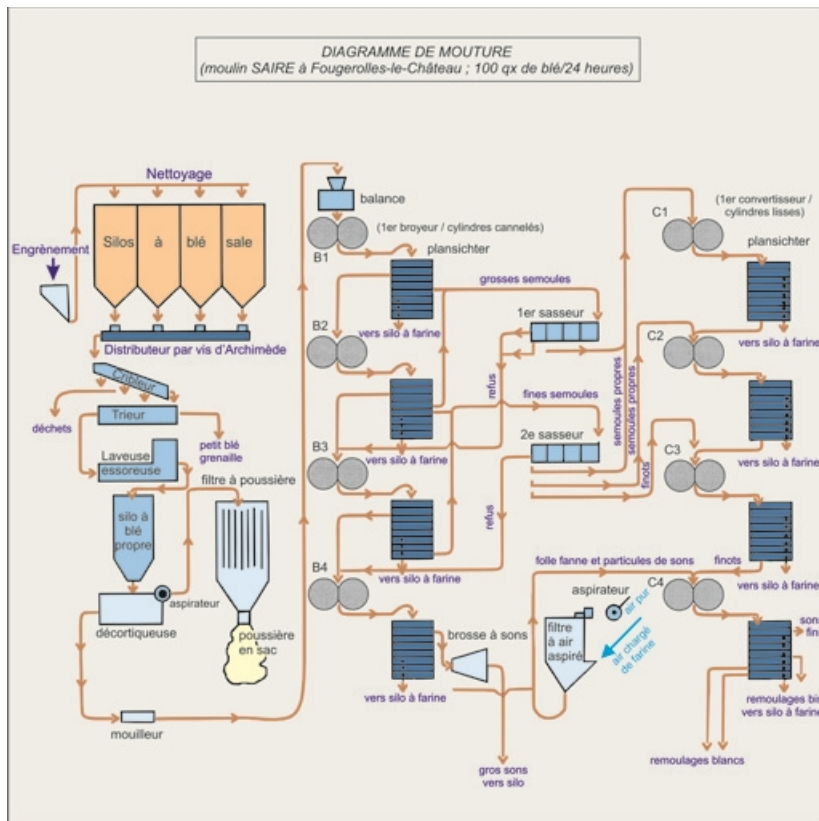 DIAGRAMME DE MOUTURE
(moulin SAIRE à Fougerolles-le-Château ; 100 qx de blé/24 heures)
Nettoyage
Engrènement
Silos à blé sale
Distributeur par vis d'Archimède
Cribleur
déchets
Trieur
petit blé
grenaille
Laveuse
essoreuse
filtre à poussière
silo à
blé
propre
aspirateur
décortiqueuse
poussière
en sac
mouilleur
balance
B1
(1er broyeur / cylindres cannelés)
plansichter
vers silo à farine
B2
vers silo à farine
B3
vers silo à farine
B4
vers silo à farine
brosse à sons
gros sons
vers silo
grosses semoules
1er sasseur
refus
fines semoules
2e sasseur
refus
semoules propres
semoules propres
finots
folle fanne et particules de sons
finots
aspirateur
air pur
filtre
à air
aspiré
air chargé
de farine
C1
(1er convertisseur /
cylindres lisses)
plansichter
vers silo à farine
C2
vers silo à farine
C3
vers silo à farine
C4
sons
remoulages
vers silo à farine
remoulages blancs